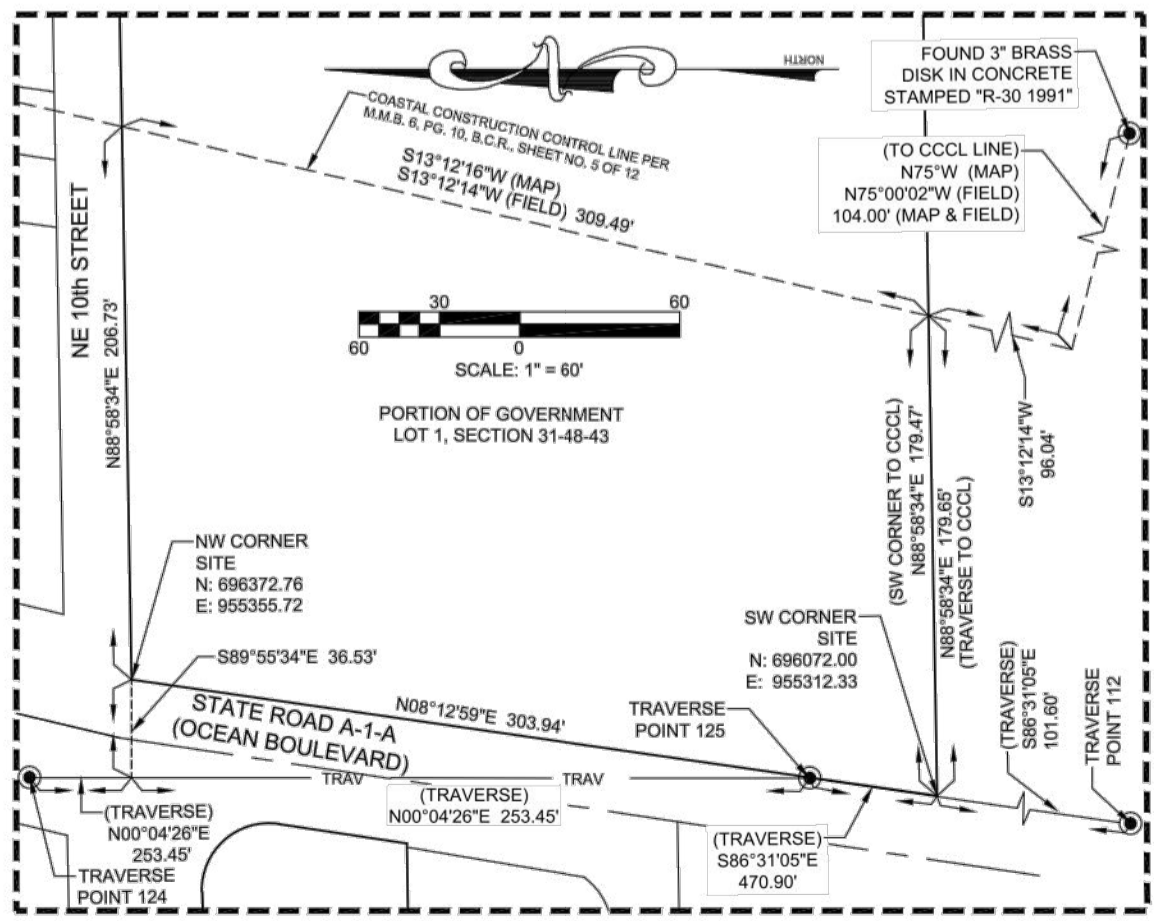 NORTH
FOUND 3" BRASS
DISK IN CONCRETE
STAMPED "R-30 1991"
COASTAL CONSTRUCTION CONTROL LINE PER
M.M.B. 6, PG. 10, B.C.R., SHEET NO. 5 OF 12
S13°12'16"W (MAP)
S13°12'14"W (FIELD) 309.49'
(TO CCCL LINE)
N75°W (MAP)
N75°00'02"W (FIELD)
104.00' (MAP & FIELD)
NE 10th STREET
N88°58'34"E 206.73'
30 60
60 0
SCALE: 1" = 60'
PORTION OF GOVERNMENT
LOT 1, SECTION 31-48-43
(SW CORNER TO CCCL)
N88°58'34"E 179.47'
N88°58'34"E 179.65'
(TRAVERSE TO CCCL)
S13°12'14"W
96.04'
NW CORNER
SITE
N: 696372.76
E: 955355.72
S89°55'34"E 36.53'
SW CORNER
SITE
N: 696072.00
E: 955312.33
STATE ROAD A-1-A
(OCEAN BOULEVARD)
N08°12'59"E 303.94'
TRAVERSE
POINT 125
(TRAVERSE)
S86°31'05"E
101.60'
TRAVERSE
POINT 112
TRAV
TRAV
(TRAVERSE)
N00°04'26"E
253.45'
(TRAVERSE)
N00°04'26"E 253.45'
(TRAVERSE)
S86°31'05"E
470.90'
TRAVERSE
POINT 124